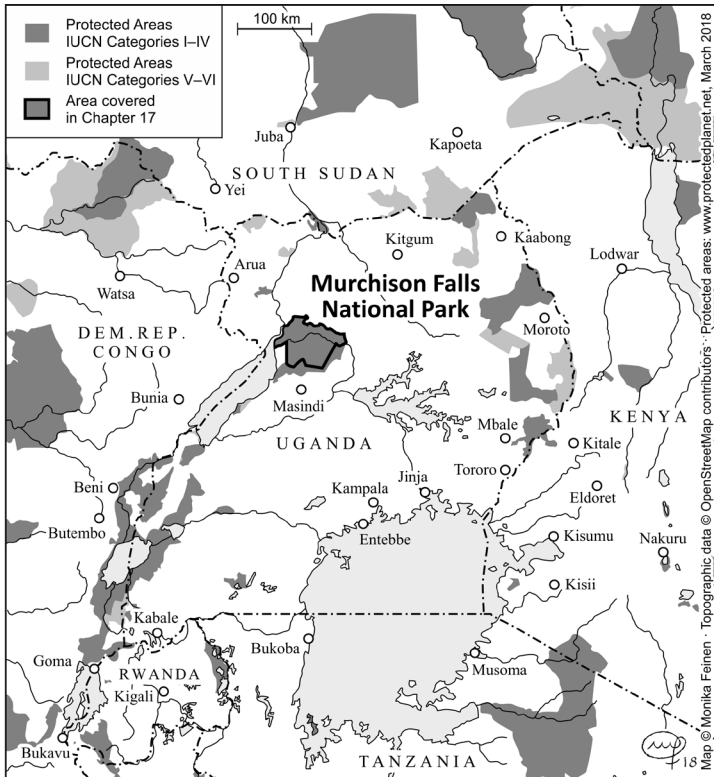 Protected Areas
IUCN Categories I–IV
Protected Areas
IUCN Categories V–VI
Area covered
in Chapter 17
100 km
Juba
Kapoeta
SOUTH SUDAN
Yei
Kitgum
Kaabong
Arua
Lodwar
Watsa
Murchison Falls
National Park
Moroto
DEM. REP.
CONGO
Bunia
Masindi
KENYA
UGANDA
Mbale
Kitale
Tororo
Beni
Jinja
Kampala
Eldoret
Butembo
Entebbe
Kisumu
Nakuru
Kisii
Kabale
Bukoba
Goma
RWANDA
Musoma
Kigali
Bukavu
TANZANIA
18
Map © Monika Feinen · Topographic data © OpenStreetMap contributors · Protected areas: www.protectedplanet.net, March 2018